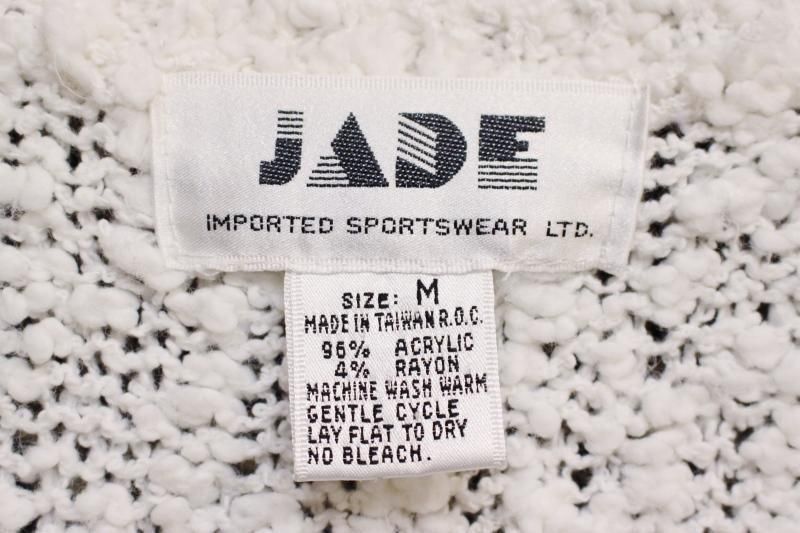 JADE
IMPORTED SPORTSWEAR LTD.
SIZE: M
MADE IN TAIWAN R.O.C.
96% ACRYLIC
4% RAYON
MACHINE WASH WARM
GENTLE CYCLE
LAY FLAT TO DRY
NO BLEACH.